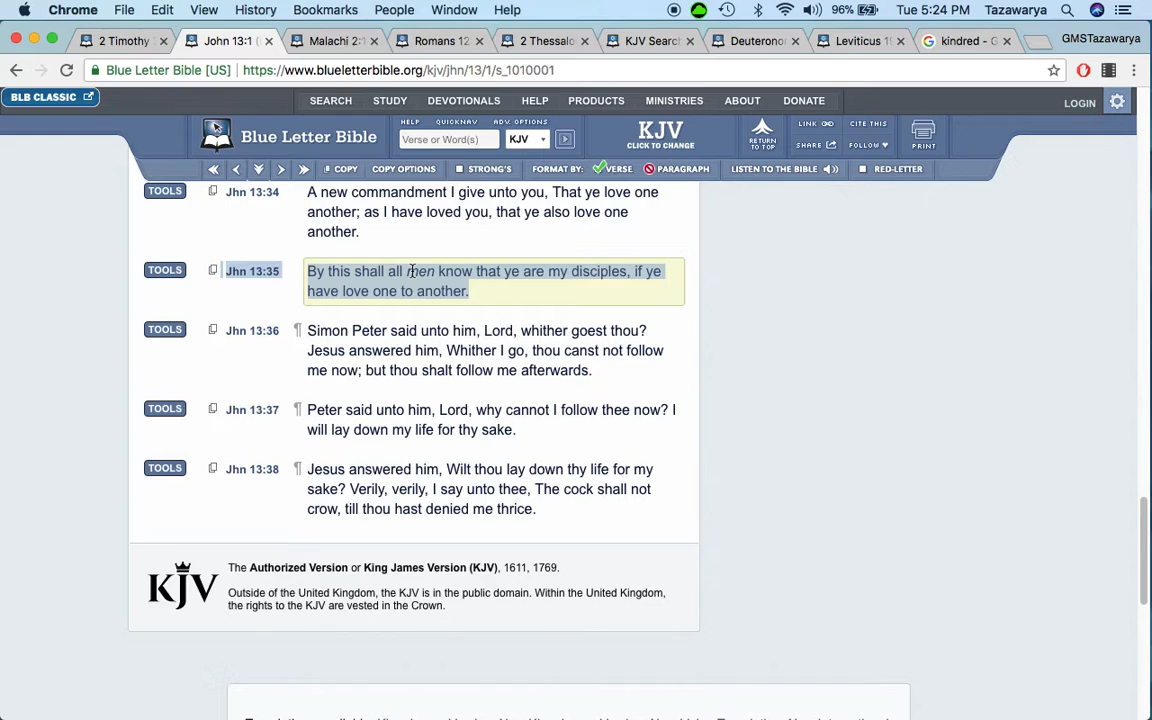 Chrome File Edit View History Bookmarks People Window Help 96% Tue 5:24 PM Tazawarya
2 Timothy John 13:1 ( Malachi 2:1 Romans 12 2 Thessalo KJV Search Deuterono Leviticus 19 kindred - G GMSTazawarya
Blue Letter Bible [US] https://www.blueletterbible.org/kjv/jhn/13/1/s_1010001
BLB CLASSIC SEARCH STUDY DEVOTIONALS HELP PRODUCTS MINISTRIES ABOUT DONATE LOGIN
HELP QUICKNAV ADV. OPTIONS LINK CITE THIS
Blue Letter Bible Verse or Word(s) KJV KJV CLICK TO CHANGE RETURN TO TOP SHARE FOLLOW PRINT
COPY COPY OPTIONS STRONG'S FORMAT BY: VERSE PARAGRAPH LISTEN TO THE BIBLE RED-LETTER
TOOLS Jhn 13:34 A new commandment I give unto you, That ye love one
another; as I have loved you, that ye also love one
another.
TOOLS Jhn 13:35 By this shall all men know that ye are my disciples, if ye
have love one to another.
TOOLS Jhn 13:36 ¶ Simon Peter said unto him, Lord, whither goest thou?
Jesus answered him, Whither I go, thou canst not follow
me now; but thou shalt follow me afterwards.
TOOLS Jhn 13:37 ¶ Peter said unto him, Lord, why cannot I follow thee now? I
will lay down my life for thy sake.
TOOLS Jhn 13:38 ¶ Jesus answered him, Wilt thou lay down thy life for my
sake? Verily, verily, I say unto thee, The cock shall not
crow, till thou hast denied me thrice.
KJV The Authorized Version or King James Version (KJV), 1611, 1769.
Outside of the United Kingdom, the KJV is in the public domain. Within the United Kingdom,
the rights to the KJV are vested in the Crown.